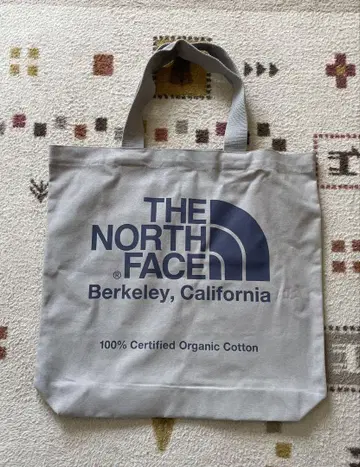 THE
NORTH
® FACE
Berkeley, California
100% Certified Organic Cotton